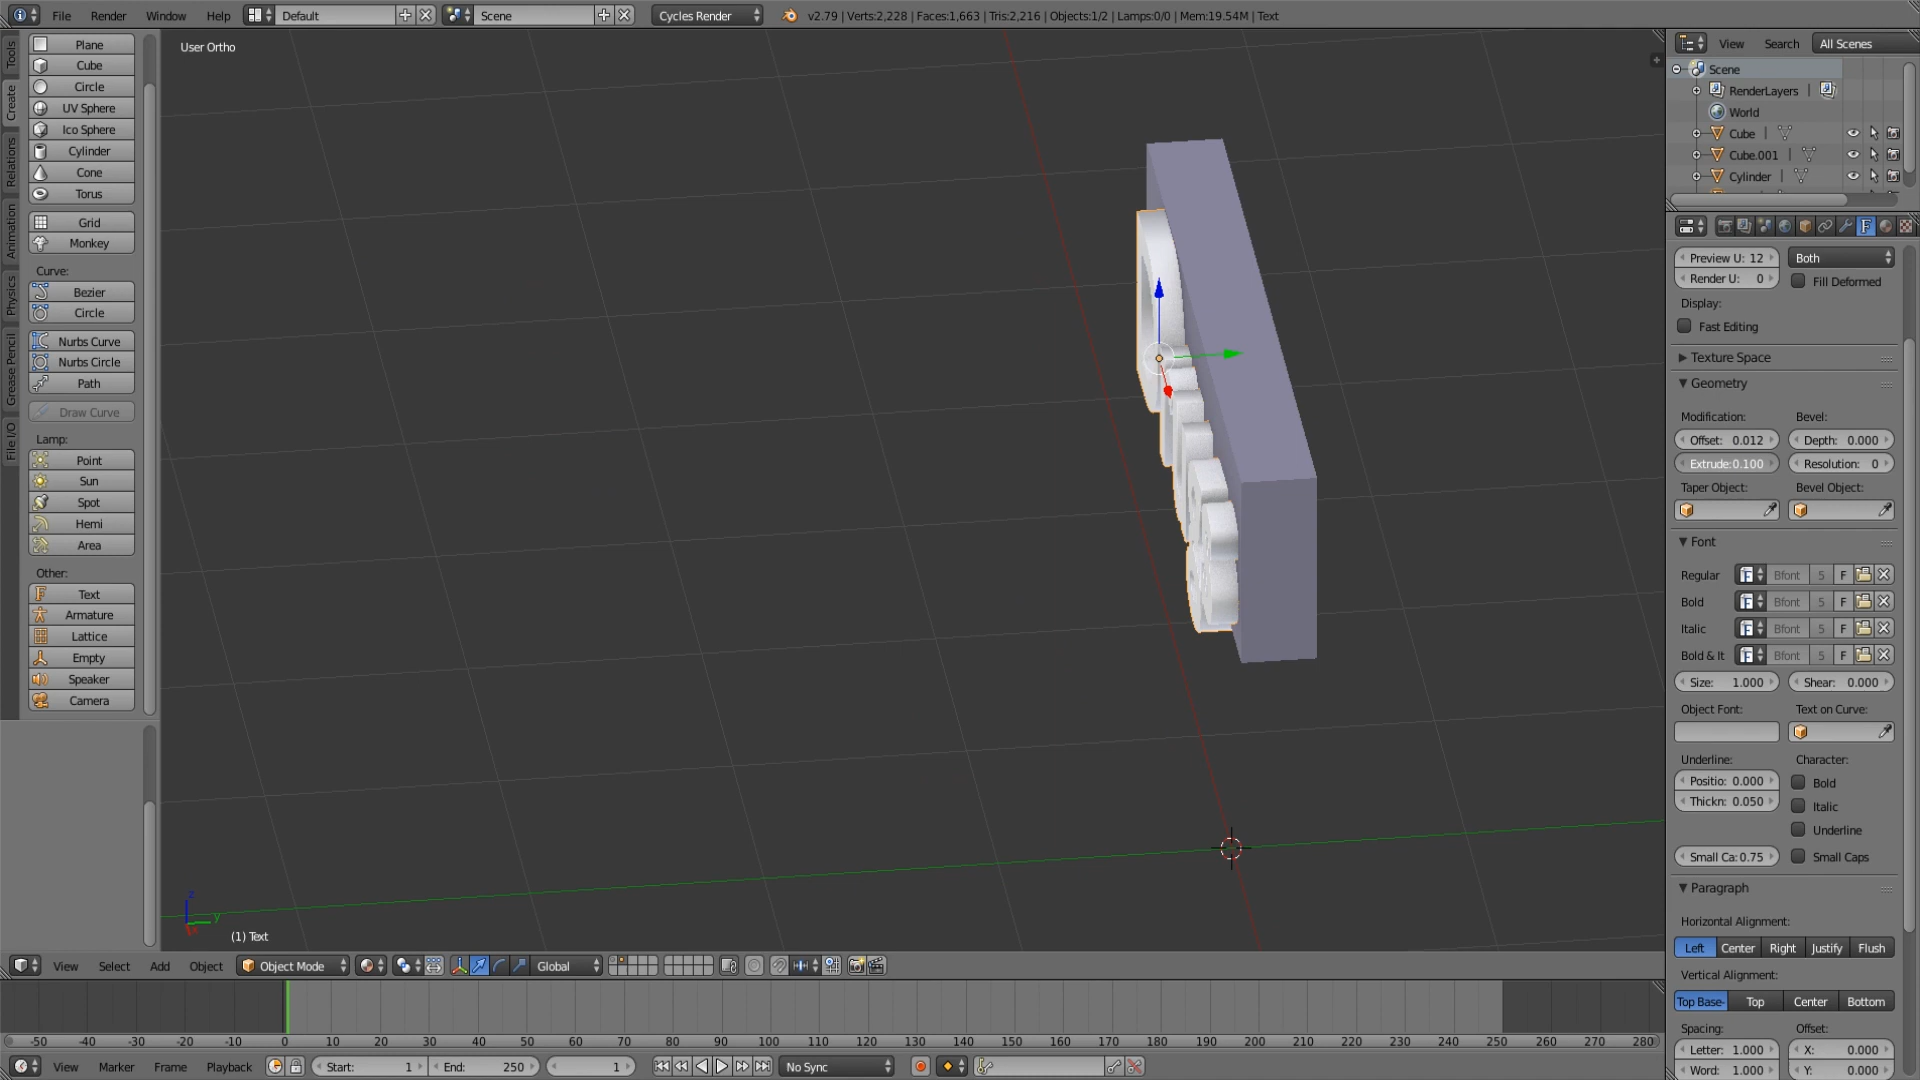 File Render Window Help Default Scene Cycles Render v2.79 | Verts:2,228 | Faces:1,663 | Tris:2,216 | Objects:1/2 | Lamps:0/0 | Mem:19.54M | Text
Tools
Create
Relations
Animation
Physics
Grease Pencil
File I/O
Plane
Cube
Circle
UV Sphere
Ico Sphere
Cylinder
Cone
Torus
Grid
Monkey
Curve:
Bezier
Circle
Nurbs Curve
Nurbs Circle
Path
Draw Curve
Lamp:
Point
Sun
Spot
Hemi
Area
Other:
Text
Armature
Lattice
Empty
Speaker
Camera
User Ortho
z
y
(1) Text
View Search All Scenes
Scene
RenderLayers |
World
Cube |
Cube.001 |
Cylinder |
F
Preview U: 12 Both
Render U: 0 Fill Deformed
Display:
Fast Editing
Texture Space
Geometry
Modification: Bevel:
Offset: 0.012 Depth: 0.000
Extrude:0.100 Resolution: 0
Taper Object: Bevel Object:
Font
Regular F Bfont 5 F
Bold F Bfont 5 F
Italic F Bfont 5 F
Bold & It F Bfont 5 F
Size: 1.000 Shear: 0.000
Object Font: Text on Curve:
Underline: Character:
Positio: 0.000 Bold
Thickn: 0.050 Italic
Underline
Small Ca: 0.75 Small Caps
Paragraph
Horizontal Alignment:
Left Center Right Justify Flush
Vertical Alignment:
Top Base- Top Center Bottom
Spacing: Offset:
Letter: 1.000 X: 0.000
Word: 1.000 Y: 0.000
View Select Add Object Object Mode Global
-50 -40 -30 -20 -10 0 10 20 30 40 50 60 70 80 90 100 110 120 130 140 150 160 170 180 190 200 210 220 230 240 250 260 270 280
View Marker Frame Playback Start: 1 End: 250 1 No Sync